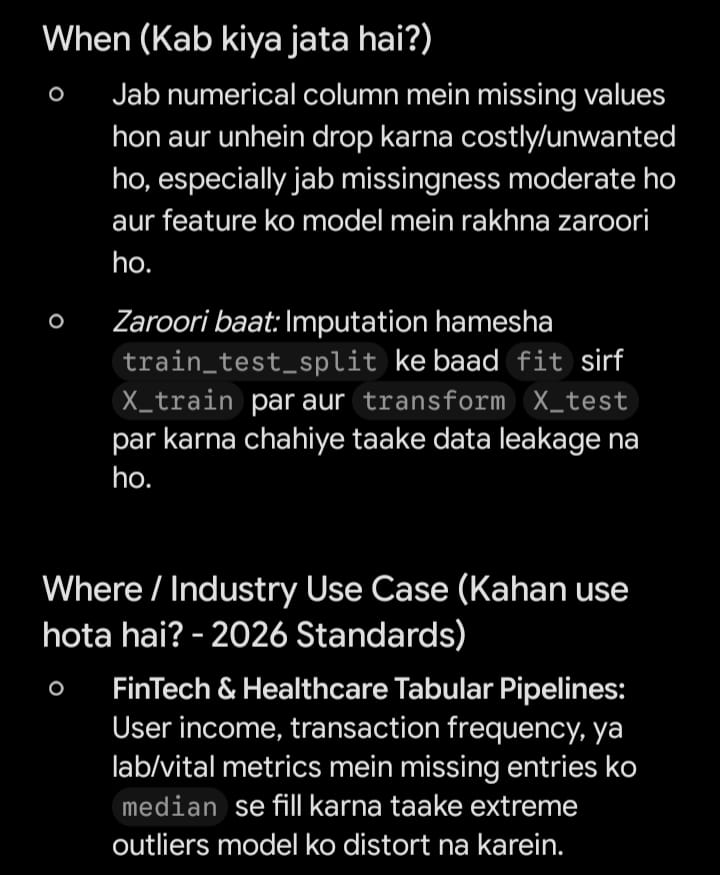 When (Kab kiya jata hai?)
Jab numerical column mein missing values
hon aur unhein drop karna costly/unwanted
ho, especially jab missingness moderate ho
aur feature ko model mein rakhna zaroori
ho.
Zaroori baat: Imputation hamesha
train_test_split ke baad fit sirf
X_train par aur transform X_test
par karna chahiye taake data leakage na
ho.
Where / Industry Use Case (Kahan use
hota hai? - 2026 Standards)
FinTech & Healthcare Tabular Pipelines:
User income, transaction frequency, ya
lab/vital metrics mein missing entries ko
median se fill karna taake extreme
outliers model ko distort na karein.